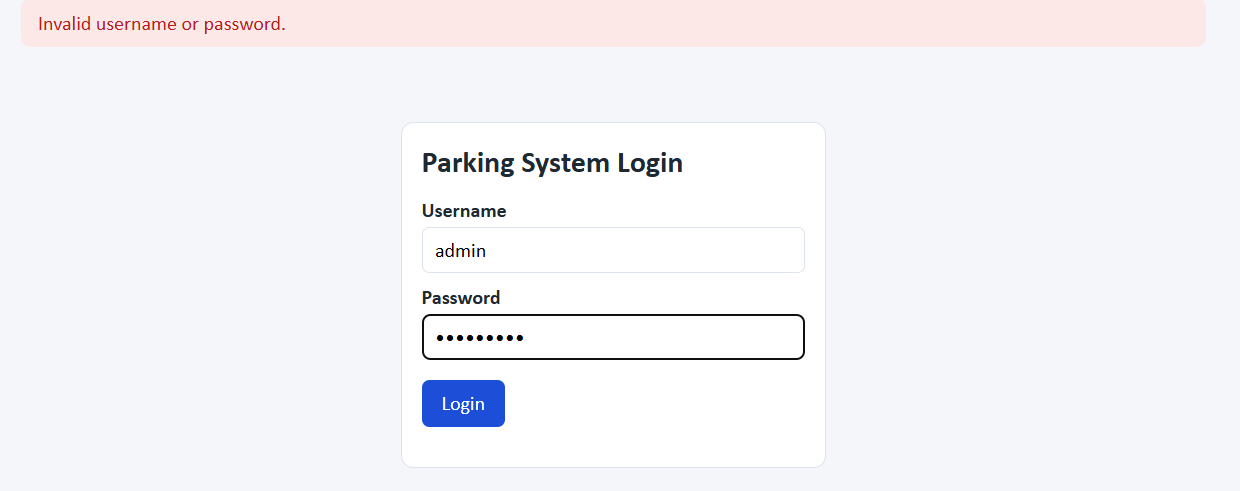 Invalid username or password.
Parking System Login
Username
admin
Password
•••••••••
Login